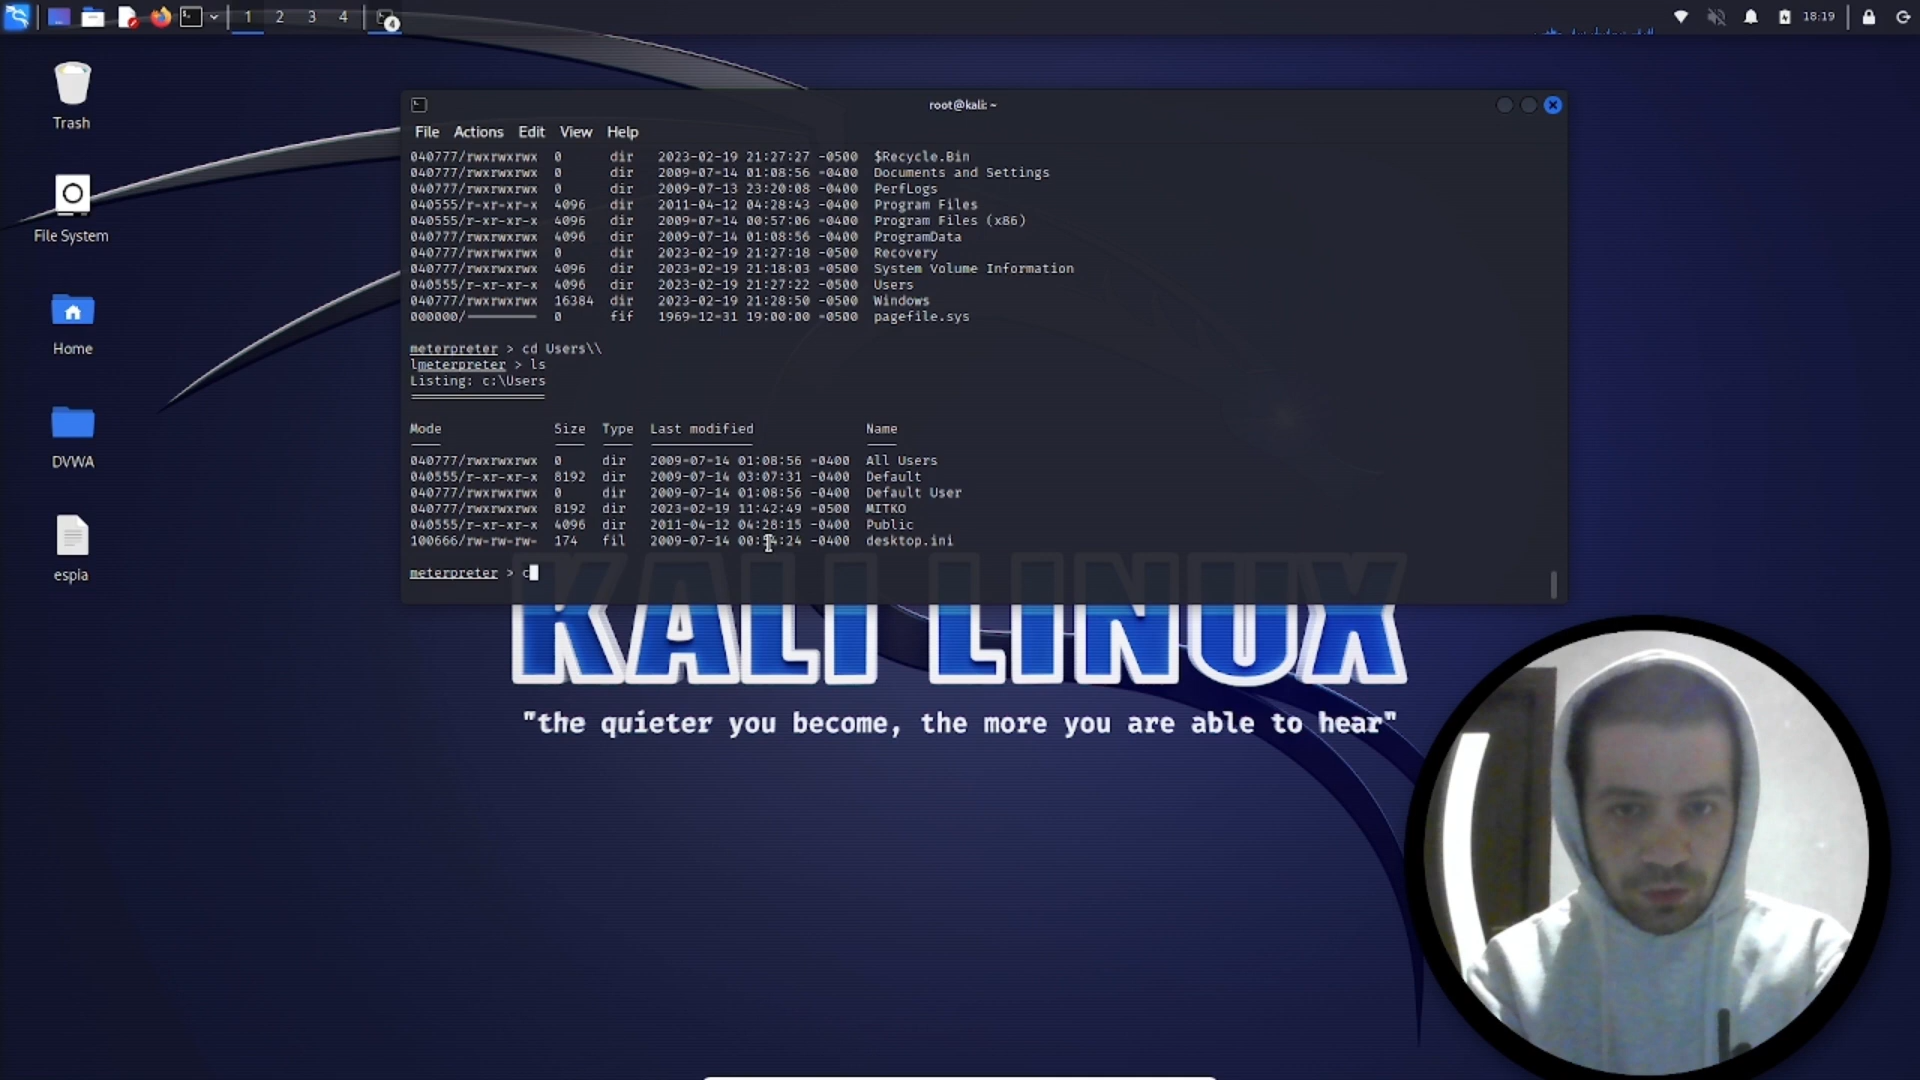 1 2 3 4 4 18:19
Trash
File System
Home
DVWA
espia
root@kali: ~
File Actions Edit View Help
040777/rwxrwxrwx 0 dir 2023-02-19 21:27:27 -0500 $Recycle.Bin
040777/rwxrwxrwx 0 dir 2009-07-14 01:08:56 -0400 Documents and Settings
040777/rwxrwxrwx 0 dir 2009-07-13 23:20:08 -0400 PerfLogs
040555/r-xr-xr-x 4096 dir 2011-04-12 04:28:43 -0400 Program Files
040555/r-xr-xr-x 4096 dir 2009-07-14 00:57:06 -0400 Program Files (x86)
040777/rwxrwxrwx 4096 dir 2009-07-14 01:08:56 -0400 ProgramData
040777/rwxrwxrwx 0 dir 2023-02-19 21:27:18 -0500 Recovery
040777/rwxrwxrwx 4096 dir 2023-02-19 21:18:03 -0500 System Volume Information
040555/r-xr-xr-x 4096 dir 2023-02-19 21:27:22 -0500 Users
040777/rwxrwxrwx 16384 dir 2023-02-19 21:28:50 -0500 Windows
000000/--------- 0 fif 1969-12-31 19:00:00 -0500 pagefile.sys
meterpreter > cd Users\\
lmeterpreter > ls
Listing: c:\Users
================
Mode Size Type Last modified Name
---- ---- ---- ------------- ----
040777/rwxrwxrwx 0 dir 2009-07-14 01:08:56 -0400 All Users
040555/r-xr-xr-x 8192 dir 2009-07-14 03:07:31 -0400 Default
040777/rwxrwxrwx 0 dir 2009-07-14 01:08:56 -0400 Default User
040777/rwxrwxrwx 8192 dir 2023-02-19 11:42:49 -0500 MITKO
040555/r-xr-xr-x 4096 dir 2011-04-12 04:28:15 -0400 Public
100666/rw-rw-rw- 174 fil 2009-07-14 -0400 desktop.ini
meterpreter > c
KALI LINUX
"the quieter you become, the more you are able to hear"